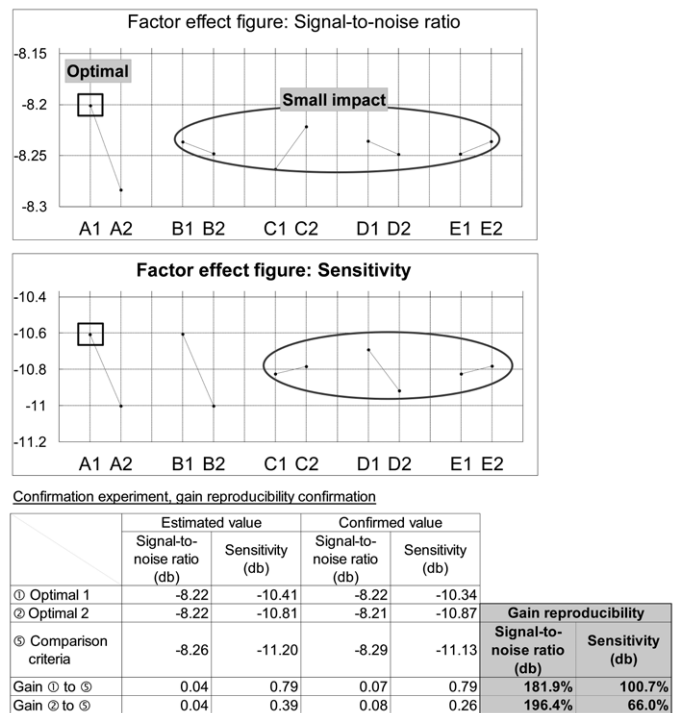 Factor effect figure: Signal-to-noise ratio
-8.15
Optimal
-8.2
Small impact
-8.25
-8.3
A1 A2 B1 B2 C1 C2 D1 D2 E1 E2
Factor effect figure: Sensitivity
-10.4
-10.6
-10.8
-11
-11.2
A1 A2 B1 B2 C1 C2 D1 D2 E1 E2
Confirmation experiment, gain reproducibility confirmation
Estimated value Confirmed value
Signal-to-noise ratio (db) Sensitivity (db) Signal-to-noise ratio (db) Sensitivity (db)
① Optimal 1 -8.22 -10.41 -8.22 -10.34
② Optimal 2 -8.22 -10.81 -8.21 -10.87 Gain reproducibility
⑤ Comparison criteria -8.26 -11.20 -8.29 -11.13 Signal-to-noise ratio (db) Sensitivity (db)
Gain ① to ⑤ 0.04 0.79 0.07 0.79 181.9% 100.7%
Gain ② to ⑤ 0.04 0.39 0.08 0.26 196.4% 66.0%